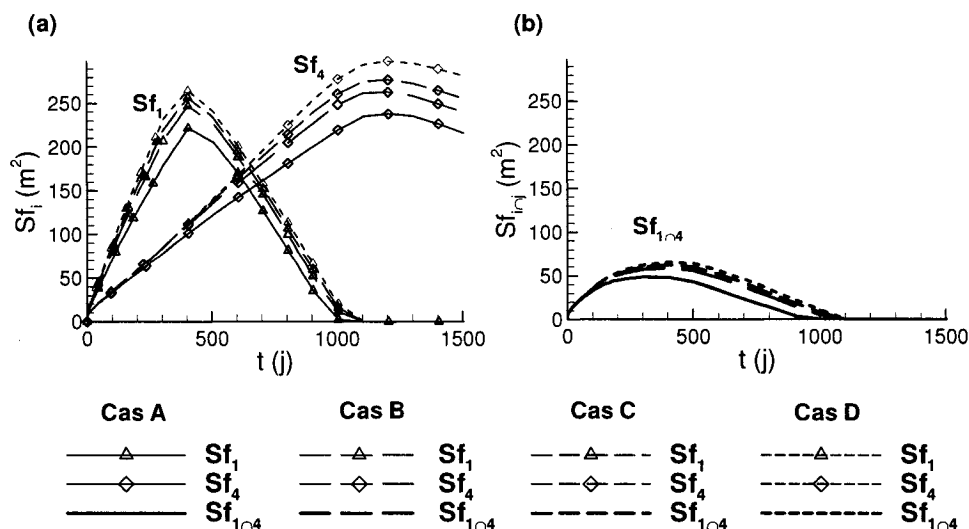 (a)
Sf₁
Sf₄
Sfᵢ (m²)
250
200
150
100
50
0
0 500 1000 1500
t (j)
(b)
Sf₁∩₄
Sfᵢ∩ⱼ (m²)
250
200
150
100
50
0
0 500 1000 1500
t (j)
Cas A Cas B Cas C Cas D
Sf₁ Sf₁ Sf₁ Sf₁
Sf₄ Sf₄ Sf₄ Sf₄
Sf₁∩₄ Sf₁∩₄ Sf₁∩₄ Sf₁∩₄